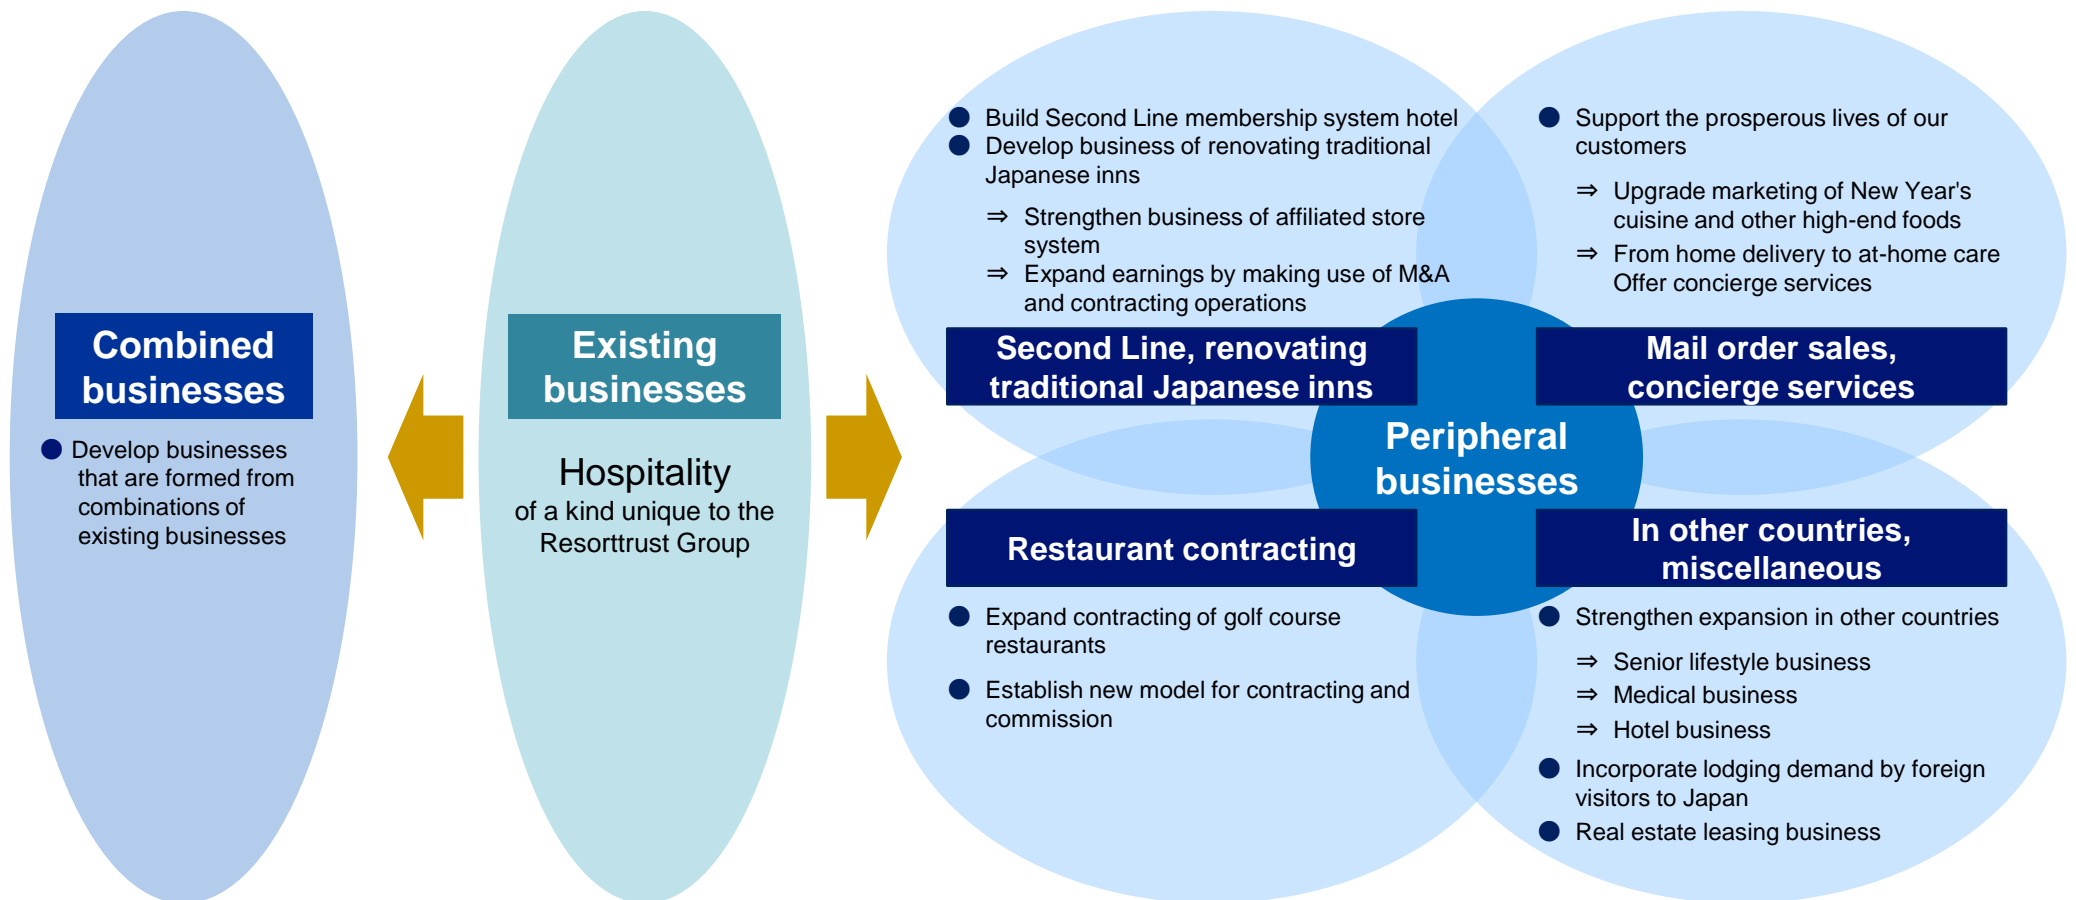 Combined
businesses
● Develop businesses
that are formed from
combinations of
existing businesses
Existing
businesses
Hospitality
of a kind unique to the
Resorttrust Group
● Build Second Line membership system hotel
● Develop business of renovating traditional
Japanese inns
⇒ Strengthen business of affiliated store
system
⇒ Expand earnings by making use of M&A
and contracting operations
Second Line, renovating
traditional Japanese inns
● Support the prosperous lives of our
customers
⇒ Upgrade marketing of New Year's
cuisine and other high-end foods
⇒ From home delivery to at-home care
Offer concierge services
Mail order sales,
concierge services
Peripheral
businesses
Restaurant contracting
● Expand contracting of golf course
restaurants
● Establish new model for contracting and
commission
In other countries,
miscellaneous
● Strengthen expansion in other countries
⇒ Senior lifestyle business
⇒ Medical business
⇒ Hotel business
● Incorporate lodging demand by foreign
visitors to Japan
● Real estate leasing business